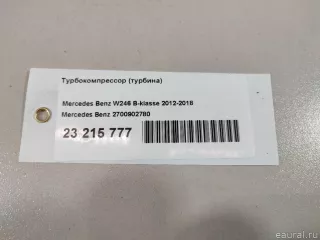 Турбокомпрессор (турбина)
Mercedes Benz W246 B-klasse 2012-2018
Mercedes Benz 2700902780
23 215 777
© eaural.ru